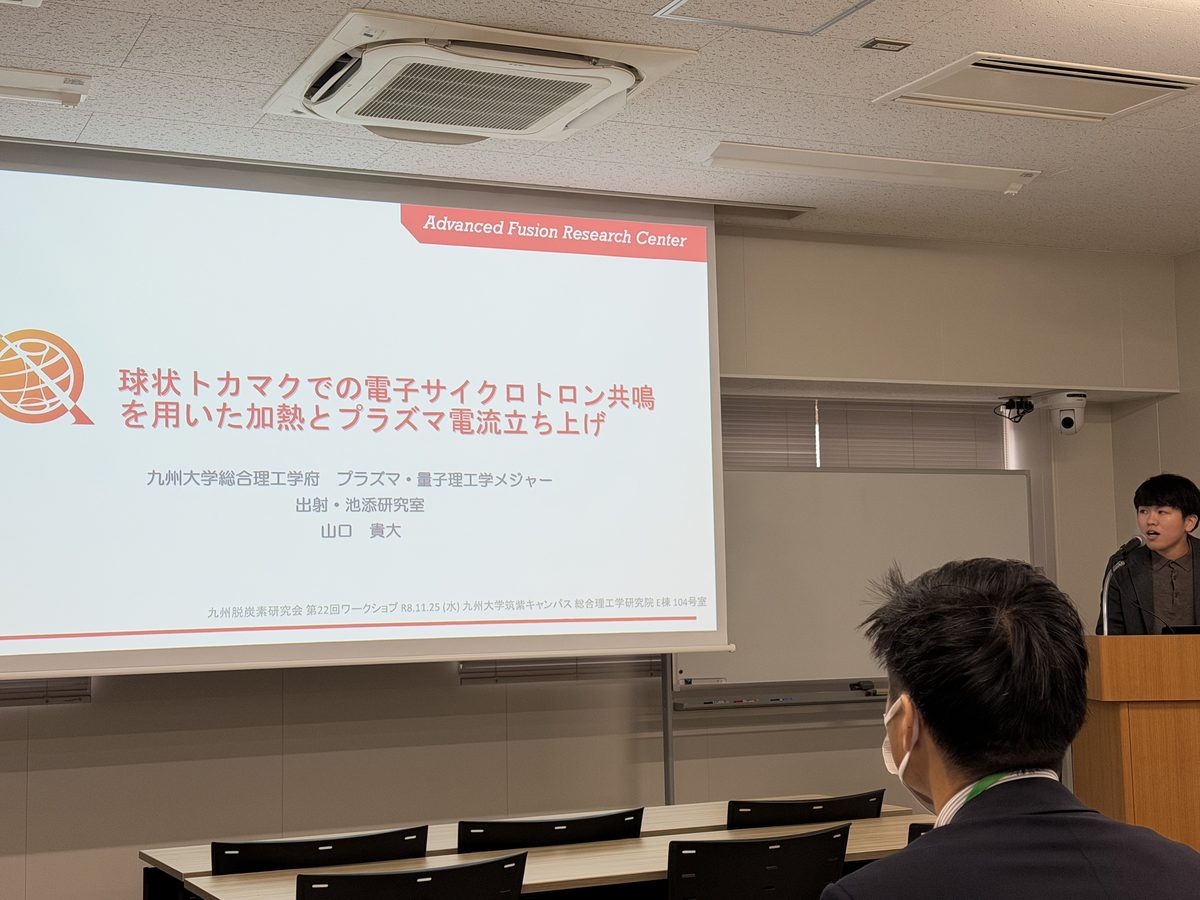 Advanced Fusion Research Center
球状トカマクでの電子サイクロトロン共鳴
を用いた加熱とプラズマ電流立ち上げ
九州大学総合理工学府　プラズマ・量子理工学メジャー
出射・池添研究室
山口　貴大
九州脱炭素研究会 第22回ワークショプ R8.11.25 (水) 九州大学筑紫キャンパス 総合理工学研究院 E棟 104号室